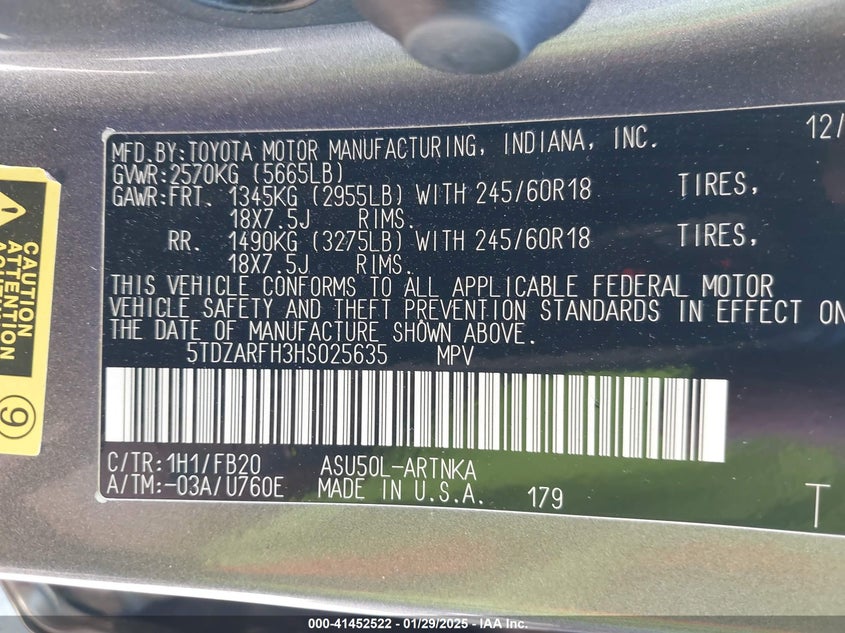 MFD.BY:TOYOTA MOTOR MANUFACTURING, INDIANA, INC. 12/
GVWR:2570KG (5665LB)
GAWR:FRT. 1345KG (2955LB) WITH 245/60R18 TIRES,
18X7.5J RIMS.
RR. 1490KG (3275LB) WITH 245/60R18 TIRES,
18X7.5J RIMS.
THIS VEHICLE CONFORMS TO ALL APPLICABLE FEDERAL MOTOR
VEHICLE SAFETY AND THEFT PREVENTION STANDARDS IN EFFECT ON
THE DATE OF MANUFACTURE SHOWN ABOVE.
5TDZARFH3HS025635 MPV
C/TR:1H1/FB20 ASU50L-ARTNKA
A/TM:-03A/U760E MADE IN U.S.A. 179 T
CAUTION
ATTENTION
9
000-41452522 - 01/29/2025 - IAA Inc.